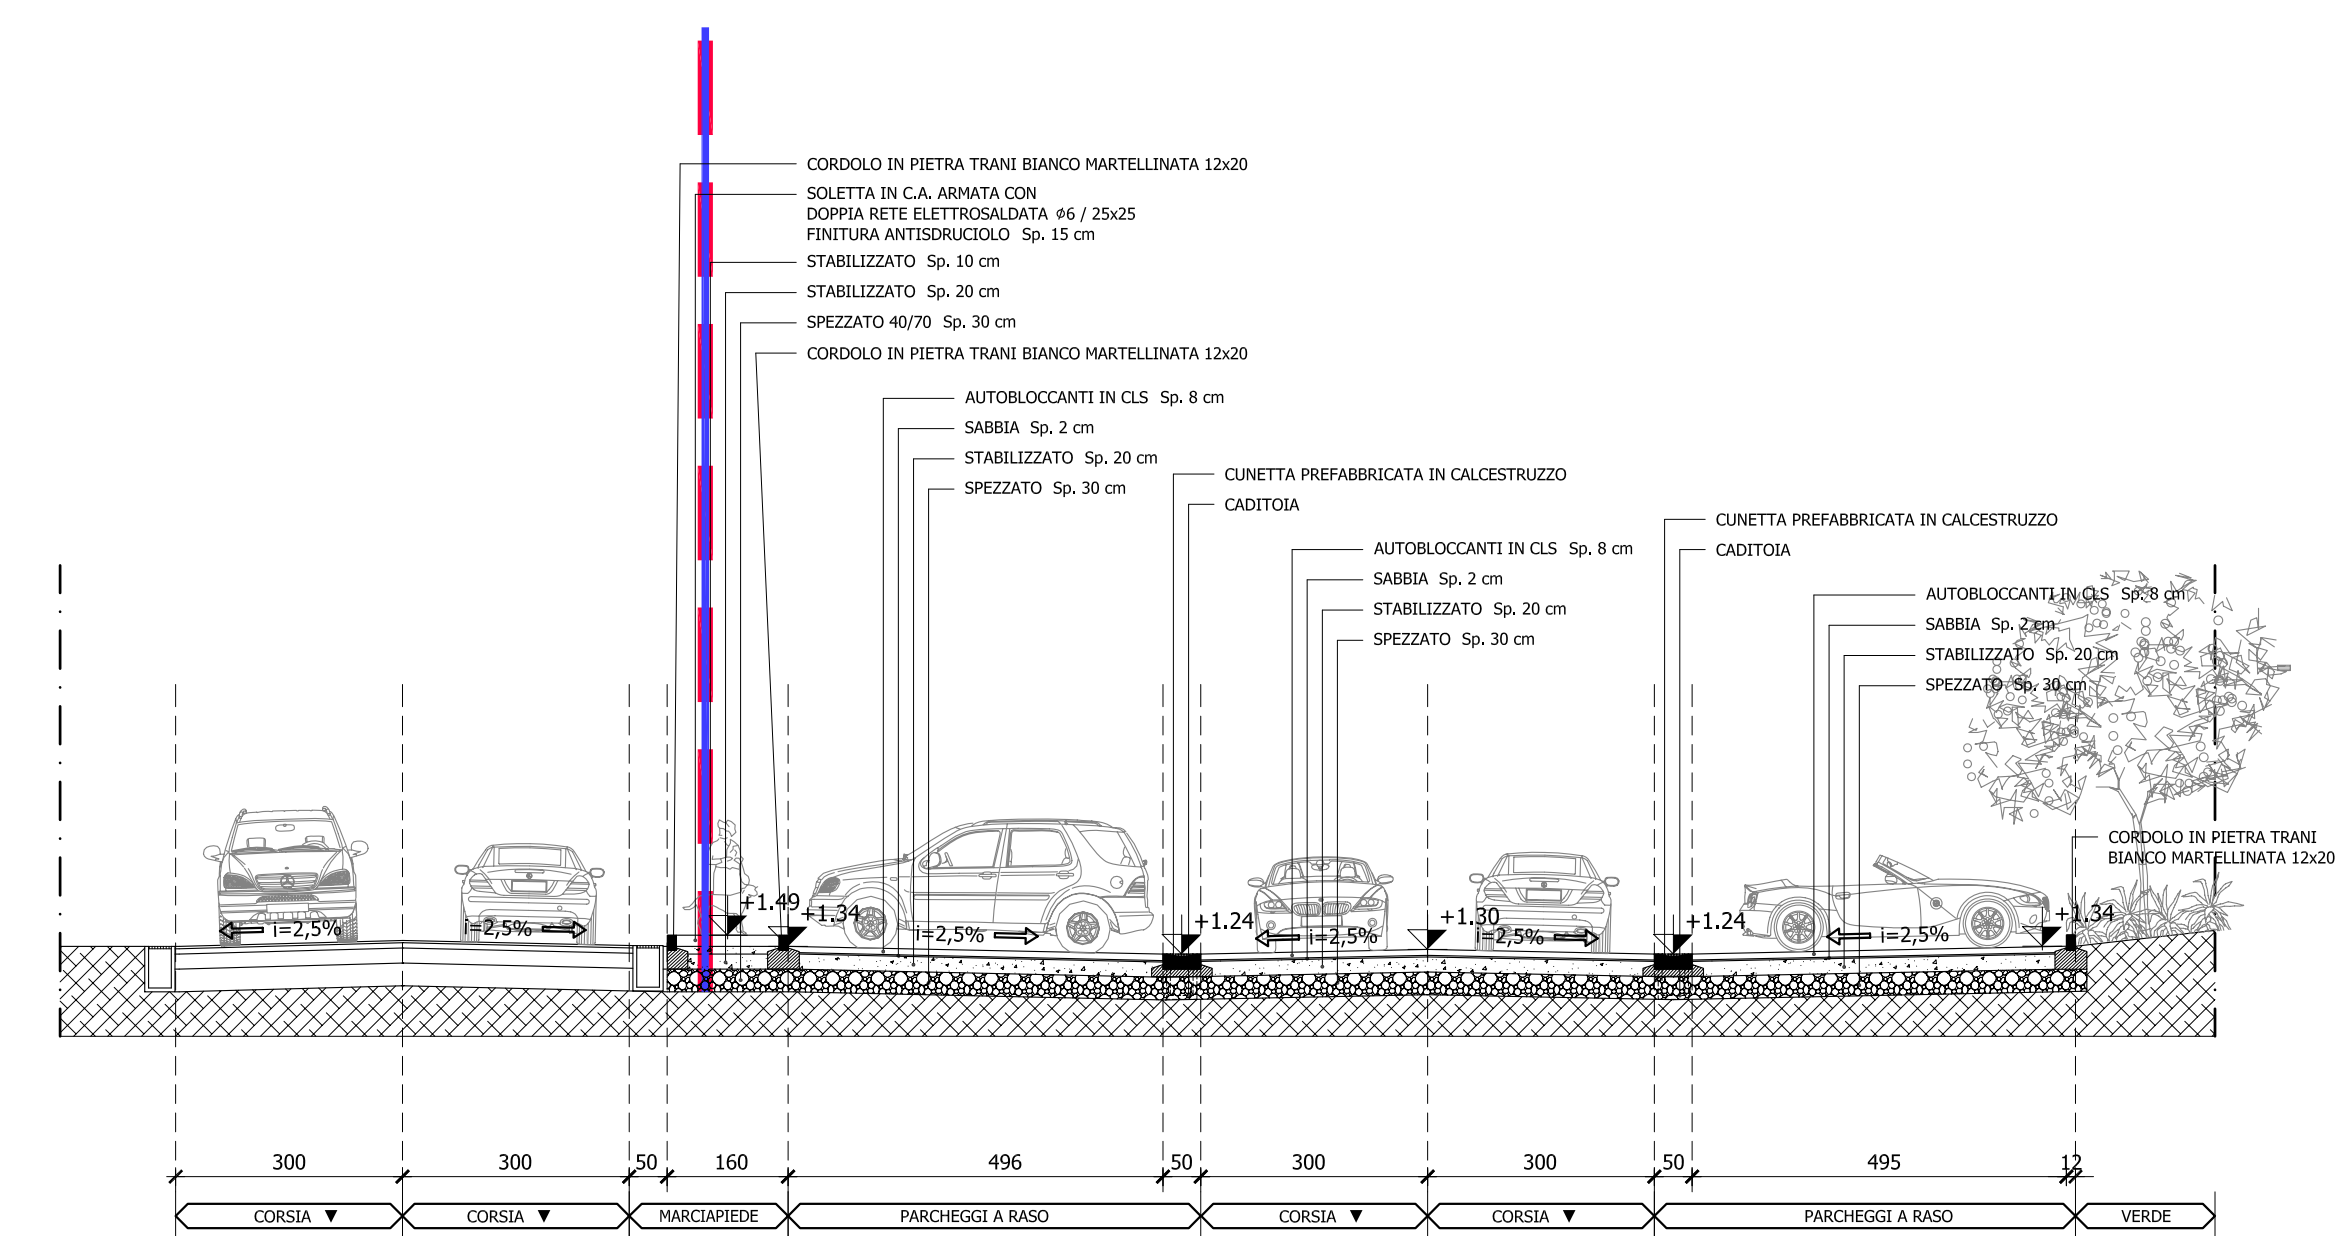 CORDOLO IN PIETRA TRANI BIANCO MARTELLINATA 12x20
SOLETTA IN C.A. ARMATA CON
DOPPIA RETE ELETTROSALDATA ϕ6 / 25x25
FINITURA ANTISDRUCIOLO Sp. 15 cm
STABILIZZATO Sp. 10 cm
STABILIZZATO Sp. 20 cm
SPEZZATO 40/70 Sp. 30 cm
CORDOLO IN PIETRA TRANI BIANCO MARTELLINATA 12x20
AUTOBLOCCANTI IN CLS Sp. 8 cm
SABBIA Sp. 2 cm
STABILIZZATO Sp. 20 cm
SPEZZATO Sp. 30 cm
CUNETTA PREFABBRICATA IN CALCESTRUZZO
CADITOIA
AUTOBLOCCANTI IN CLS Sp. 8 cm
SABBIA Sp. 2 cm
STABILIZZATO Sp. 20 cm
SPEZZATO Sp. 30 cm
CUNETTA PREFABBRICATA IN CALCESTRUZZO
CADITOIA
AUTOBLOCCANTI IN CLS Sp. 8 cm
SABBIA Sp. 2 cm
STABILIZZATO Sp. 20 cm
SPEZZATO Sp. 30 cm
CORDOLO IN PIETRA TRANI
BIANCO MARTELLINATA 12x20
+1.49 +1.34 +1.24 +1.30 +1.24 +1.34
i=2,5% i=2,5% i=2,5% i=2,5% i=2,5% i=2,5%
300 300 50 160 496 50 300 300 50 495 12
CORSIA ▼ CORSIA ▼ MARCIAPIEDE PARCHEGGI A RASO CORSIA ▼ CORSIA ▼ PARCHEGGI A RASO VERDE